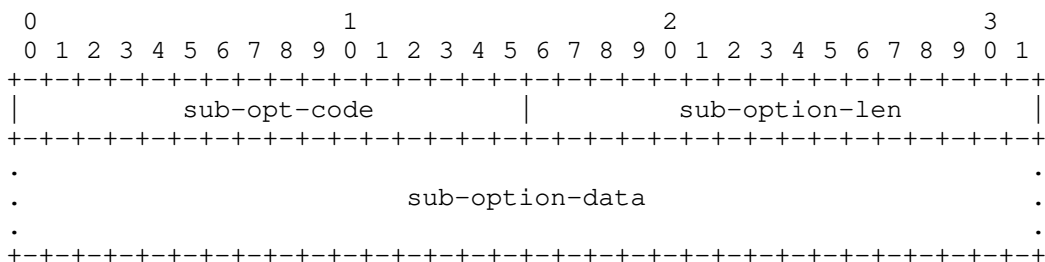 0                   1                   2                   3
 0 1 2 3 4 5 6 7 8 9 0 1 2 3 4 5 6 7 8 9 0 1 2 3 4 5 6 7 8 9 0 1
+-+-+-+-+-+-+-+-+-+-+-+-+-+-+-+-+-+-+-+-+-+-+-+-+-+-+-+-+-+-+-+-+
|          sub-opt-code         |         sub-option-len        |
+-+-+-+-+-+-+-+-+-+-+-+-+-+-+-+-+-+-+-+-+-+-+-+-+-+-+-+-+-+-+-+-+
.                                                               .
.                        sub-option-data                        .
.                                                               .
+-+-+-+-+-+-+-+-+-+-+-+-+-+-+-+-+-+-+-+-+-+-+-+-+-+-+-+-+-+-+-+-+